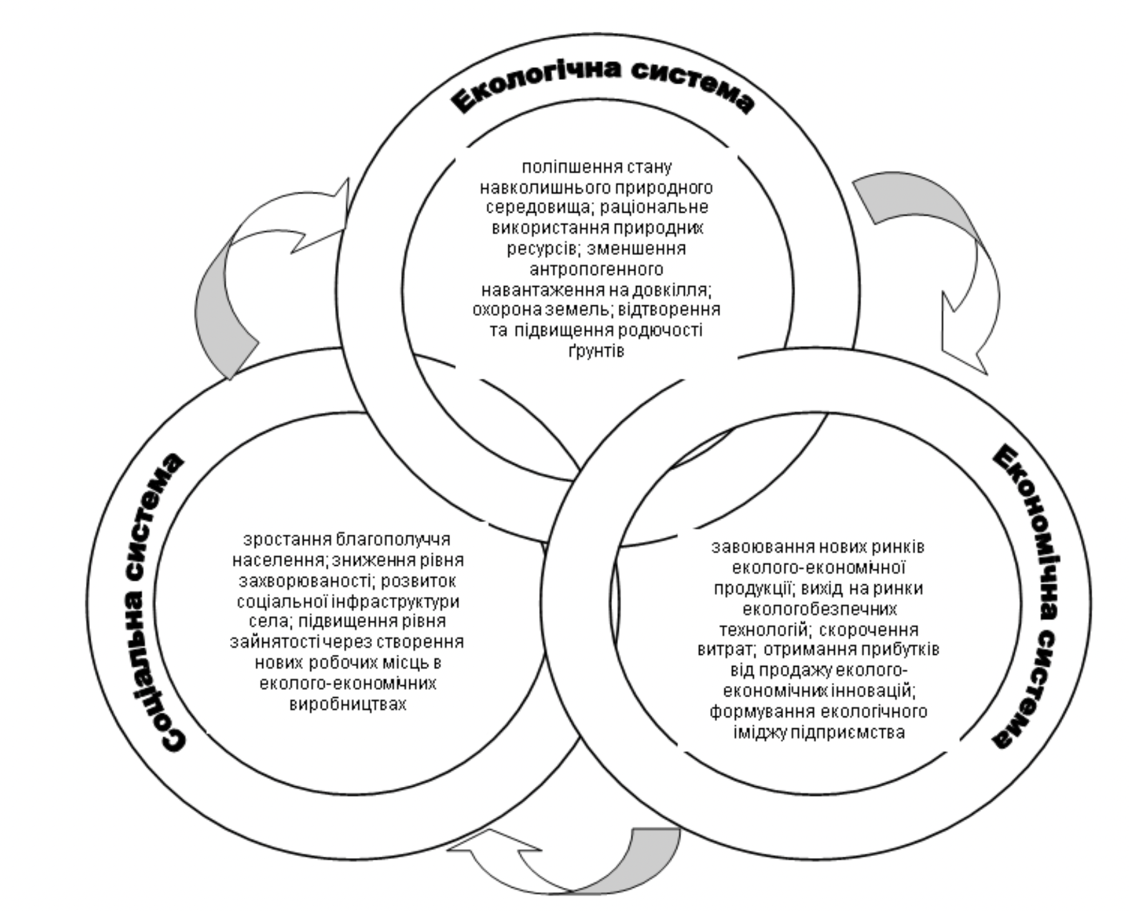 Екологічна система
поліпшення стану
навколишнього природного
середовища; раціональне
використання природних
ресурсів; зменшення
антропогенного
навантаження на довкілля;
охорона земель; відтворення
та підвищення родючості
ґрунтів
Соціальна система
зростання благополуччя
населення; зниження рівня
захворюваності; розвиток
соціальної інфраструктури
села; підвищення рівня
зайнятості через створення
нових робочих місць в
еколого-економічних
виробництвах
Економічна система
завоювання нових ринків
еколого-економічної
продукції; вихід на ринки
екологобезпечних
технологій; скорочення
витрат; отримання прибутків
від продажу еколого-
економічних інновацій;
формування екологічного
іміджу підприємства